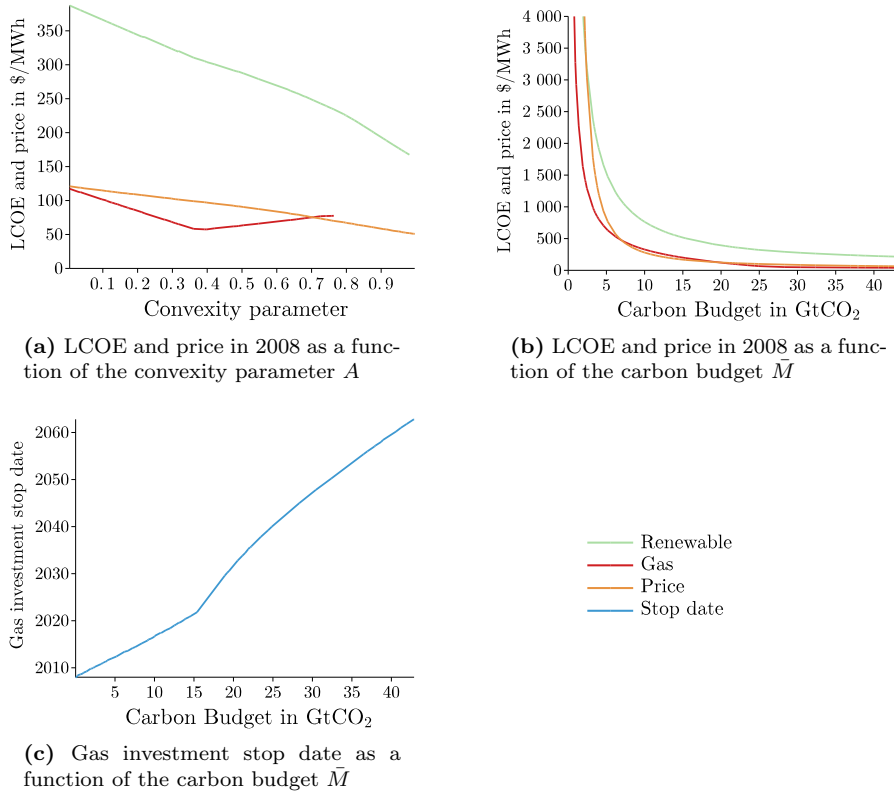 LCOE and price in $/MWh
350
300
250
200
150
100
50
0
0.1 0.2 0.3 0.4 0.5 0.6 0.7 0.8 0.9
Convexity parameter
(a) LCOE and price in 2008 as a func-
tion of the convexity parameter A
LCOE and price in $/MWh
4 000
3 500
3 000
2 500
2 000
1 500
1 000
500
0
0 5 10 15 20 25 30 35 40
Carbon Budget in GtCO₂
(b) LCOE and price in 2008 as a func-
tion of the carbon budget M̄
Gas investment stop date
2060
2050
2040
2030
2020
2010
5 10 15 20 25 30 35 40
Carbon Budget in GtCO₂
(c) Gas investment stop date as a
function of the carbon budget M̄
Renewable
Gas
Price
Stop date